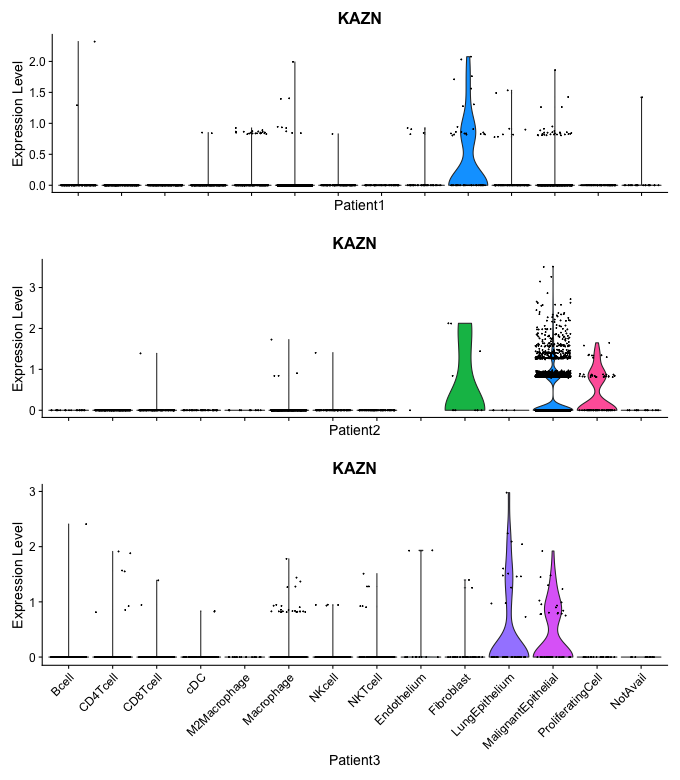 KAZN
Expression Level
2.0
1.5
1.0
0.5
0.0
Patient1
KAZN
Expression Level
3
2
1
0
Patient2
KAZN
Expression Level
3
2
1
0
Bcell
CD4Tcell
CD8Tcell
cDC
M2Macrophage
Macrophage
NKcell
NKTcell
Endothelium
Fibroblast
LungEpithelium
MalignantEpithelial
ProliferatingCell
NotAvail
Patient3